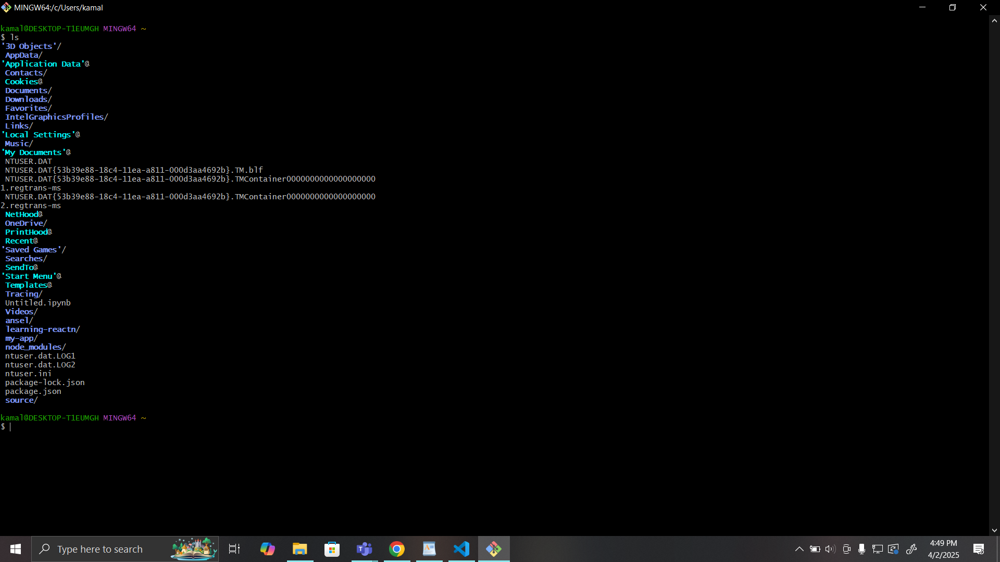 MINGW64:/c/Users/kamal
kamal@DESKTOP-T1EUMGH MINGW64 ~
$ ls
'3D Objects'/
AppData/
'Application Data'@
Contacts/
Cookies@
Documents/
Downloads/
Favorites/
IntelGraphicsProfiles/
Links/
'Local Settings'@
Music/
'My Documents'@
NTUSER.DAT
NTUSER.DAT{53b39e88-18c4-11ea-a811-000d3aa4692b}.TM.blf
NTUSER.DAT{53b39e88-18c4-11ea-a811-000d3aa4692b}.TMContainer0000000000000000000
1.regtrans-ms
NTUSER.DAT{53b39e88-18c4-11ea-a811-000d3aa4692b}.TMContainer0000000000000000000
2.regtrans-ms
NetHood@
OneDrive/
PrintHood@
Recent@
'Saved Games'/
Searches/
SendTo@
'Start Menu'@
Templates@
Tracing/
Untitled.ipynb
Videos/
ansel/
learning-reactn/
my-app/
node_modules/
ntuser.dat.LOG1
ntuser.dat.LOG2
ntuser.ini
package-lock.json
package.json
source/
kamal@DESKTOP-T1EUMGH MINGW64 ~
$
Type here to search
4:49 PM
4/2/2025